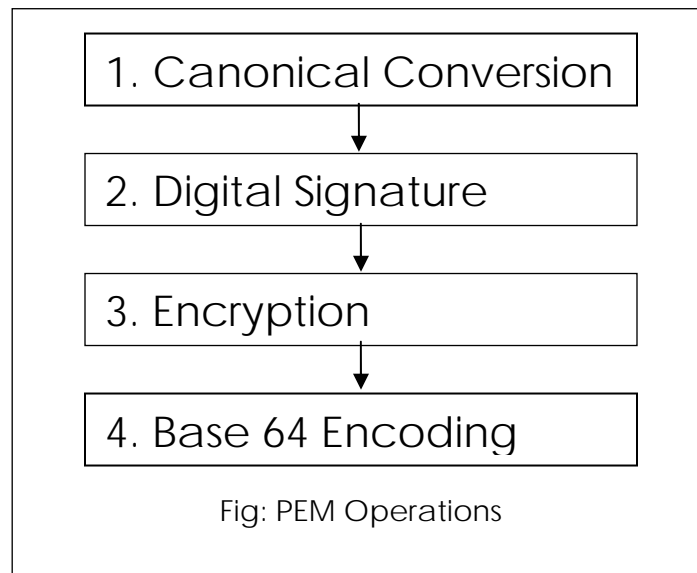 1. Canonical Conversion
2. Digital Signature
3. Encryption
4. Base 64 Encoding
Fig: PEM Operations